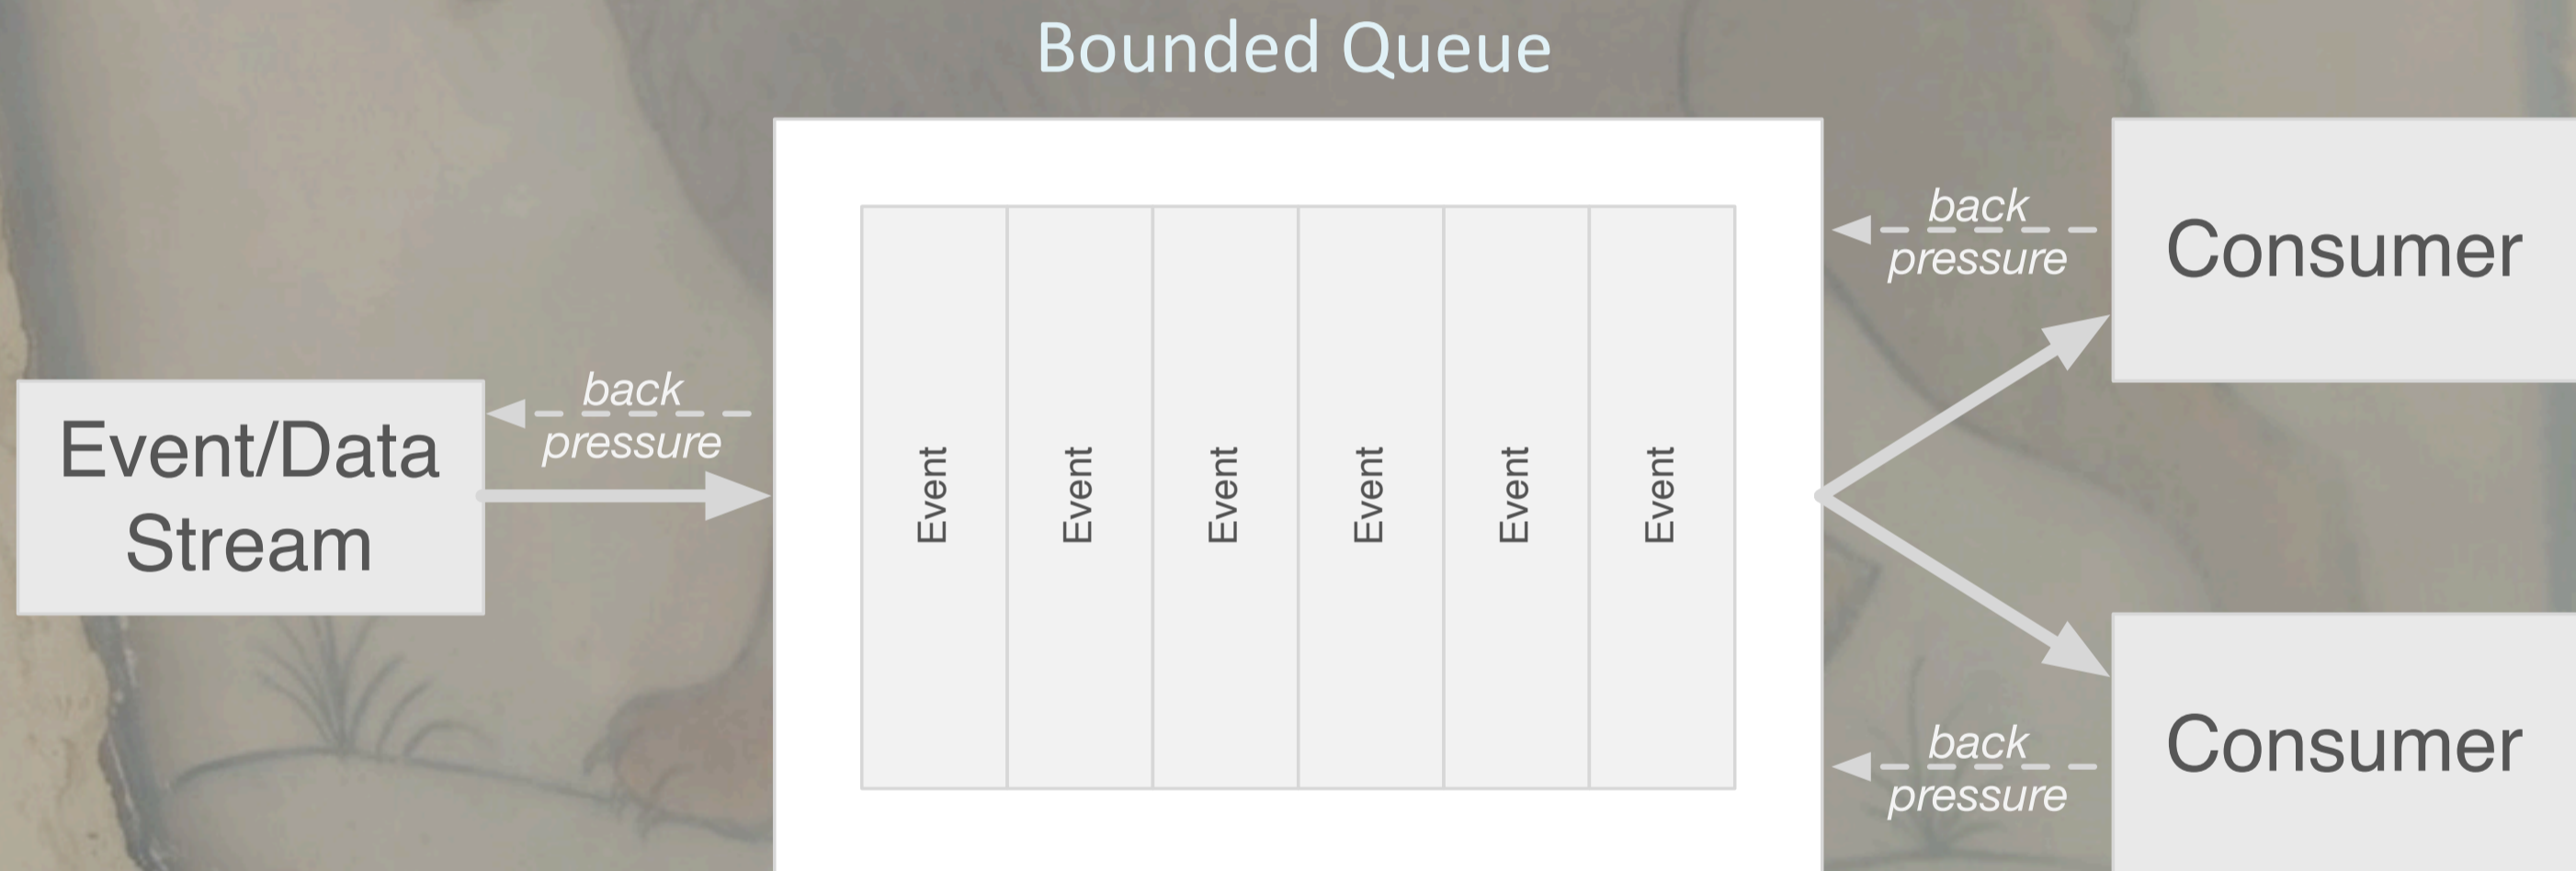 Bounded Queue
Event/Data
Stream
back
pressure
Event
Event
Event
Event
Event
Event
back
pressure
Consumer
back
pressure
Consumer